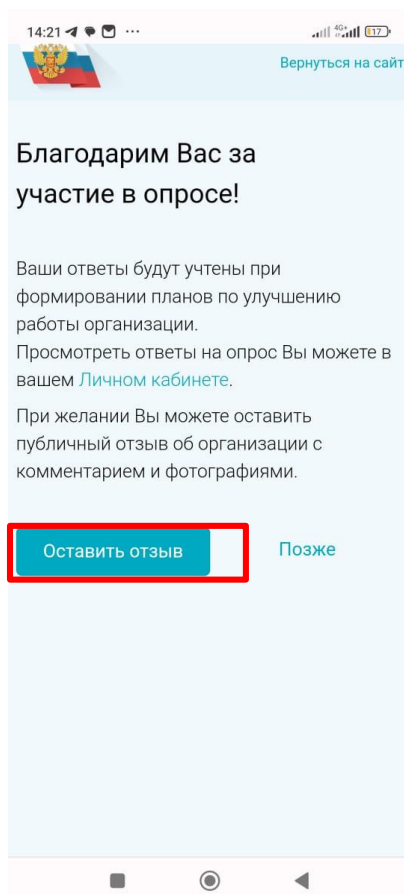 14:21 ... 4G+ 17
Вернуться на сайт
Благодарим Вас за
участие в опросе!
Ваши ответы будут учтены при
формировании планов по улучшению
работы организации.
Просмотреть ответы на опрос Вы можете в
вашем Личном кабинете.
При желании Вы можете оставить
публичный отзыв об организации с
комментарием и фотографиями.
Оставить отзыв Позже